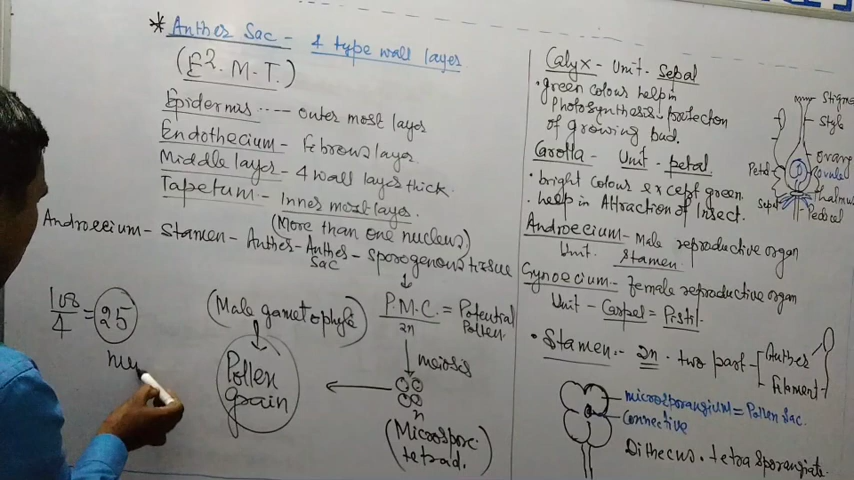 * Anther Sac - 4 type wall layers
(E². M. T.)
Epidermis ---- outer most layer
Endothecium - Febrous layer
Middle layer - 4 wall layer thick.
Tapetum - Inner most layer.
(More than one nucleus)
Androecium - Stamen - Anther - Anther Sac - sporogenous tissue
P.M.C. = Potential Pollen.
2n
meiosis
n
(Microspore tetrad.)
(Male gametophyte)
Pollen grain
100/4 = 25
Calyx - Unit - Sepal
• green colour help in
Photosynthesis - protection
of growing bud.
Corolla - Unit - petal.
• bright colours except green
• help in Attraction of Insect.
Androecium - Male reproductive organ
Unit. Stamen
Gynoecium - Female reproductive organ
Unit - Carpel = Pistil.
• Stamen - 2n • two part - Anther
Filament
microsporangium = Pollen Sac.
Connective
Dithecus • tetra Sporangiate.
Stigma
Style
ovary
ovule
Thalmus
Pedicel
Petal
Sepal